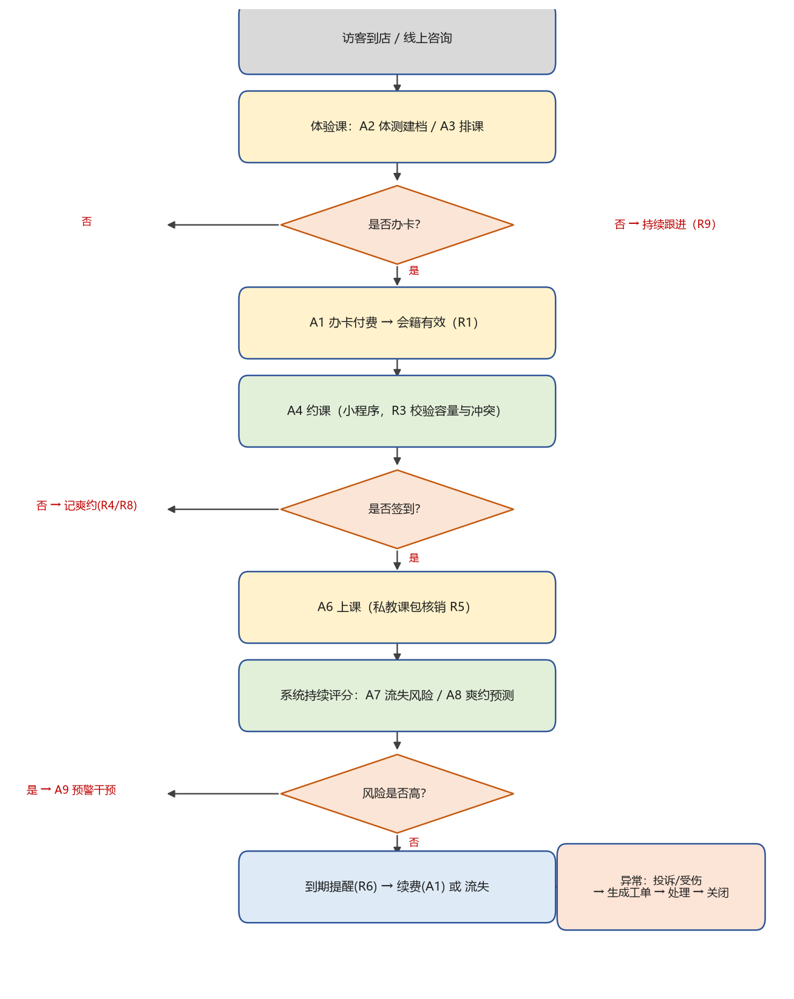 访客到店 / 线上咨询
体验课：A2 体测建档 / A3 排课
否
是否办卡?
否 → 持续跟进（R9）
是
A1 办卡付费 → 会籍有效（R1）
A4 约课（小程序，R3 校验容量与冲突）
否 → 记爽约(R4/R8)
是否签到?
是
A6 上课（私教课包核销 R5）
系统持续评分：A7 流失风险 / A8 爽约预测
是 → A9 预警干预
风险是否高?
否
到期提醒(R6) → 续费(A1) 或 流失
异常：投诉/受伤
→ 生成工单 → 处理 → 关闭